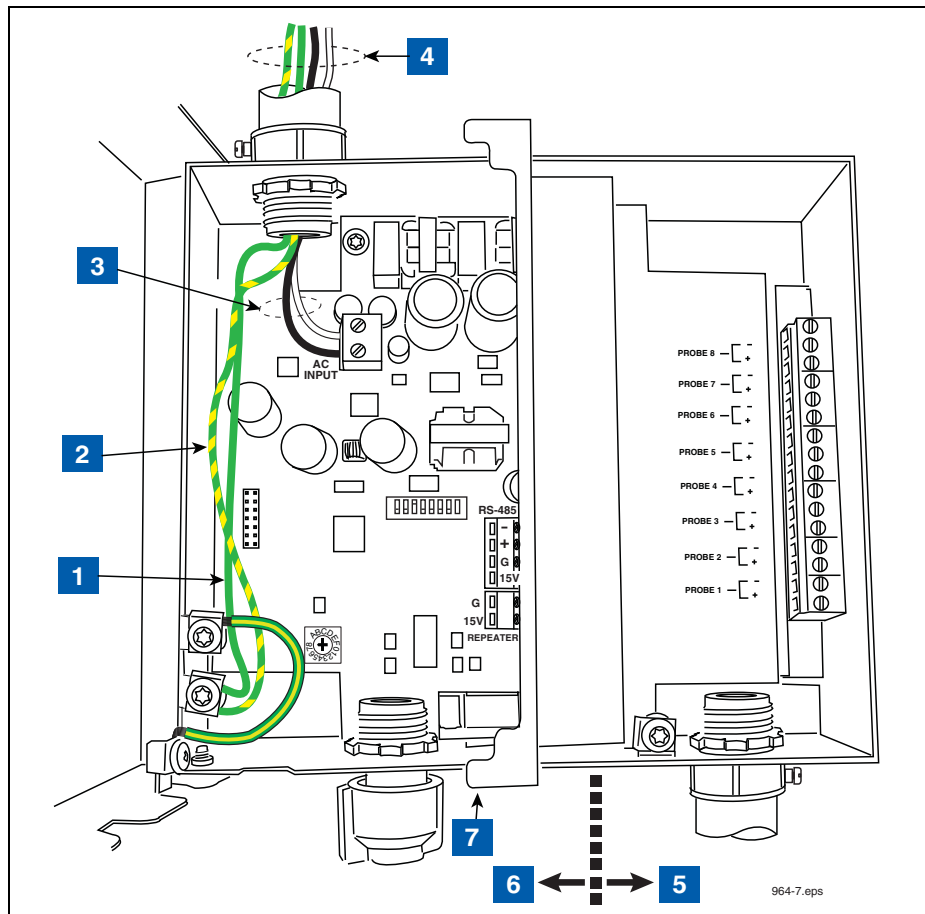 4
3
AC
INPUT
PROBE 8 - +
PROBE 7 - +
PROBE 6 - +
2
PROBE 5 - +
PROBE 4 - +
RS-485
PROBE 3 - +
-
+
G
15V
PROBE 2 - +
1
PROBE 1 - +
G
15V
REPEATER
ABCDEF012345678
7
6
5
964-7.eps